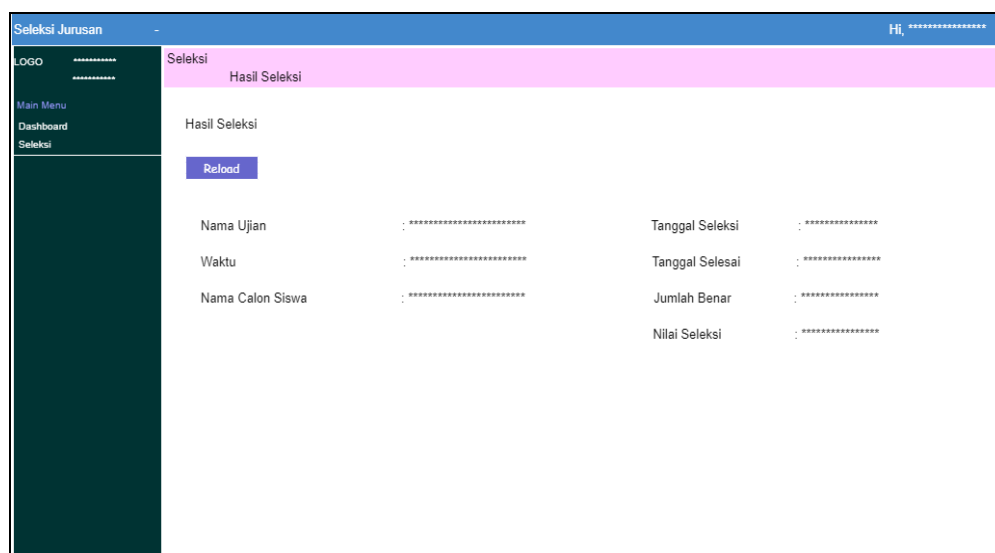 Seleksi Jurusan -
Hi, ****************
LOGO ***********
***********
Main Menu
Dashboard
Seleksi
Seleksi
Hasil Seleksi
Hasil Seleksi
Reload
Nama Ujian : ************************
Waktu : ************************
Nama Calon Siswa : ************************
Tanggal Seleksi : ***************
Tanggal Selesai : ****************
Jumlah Benar : ****************
Nilai Seleksi : ****************